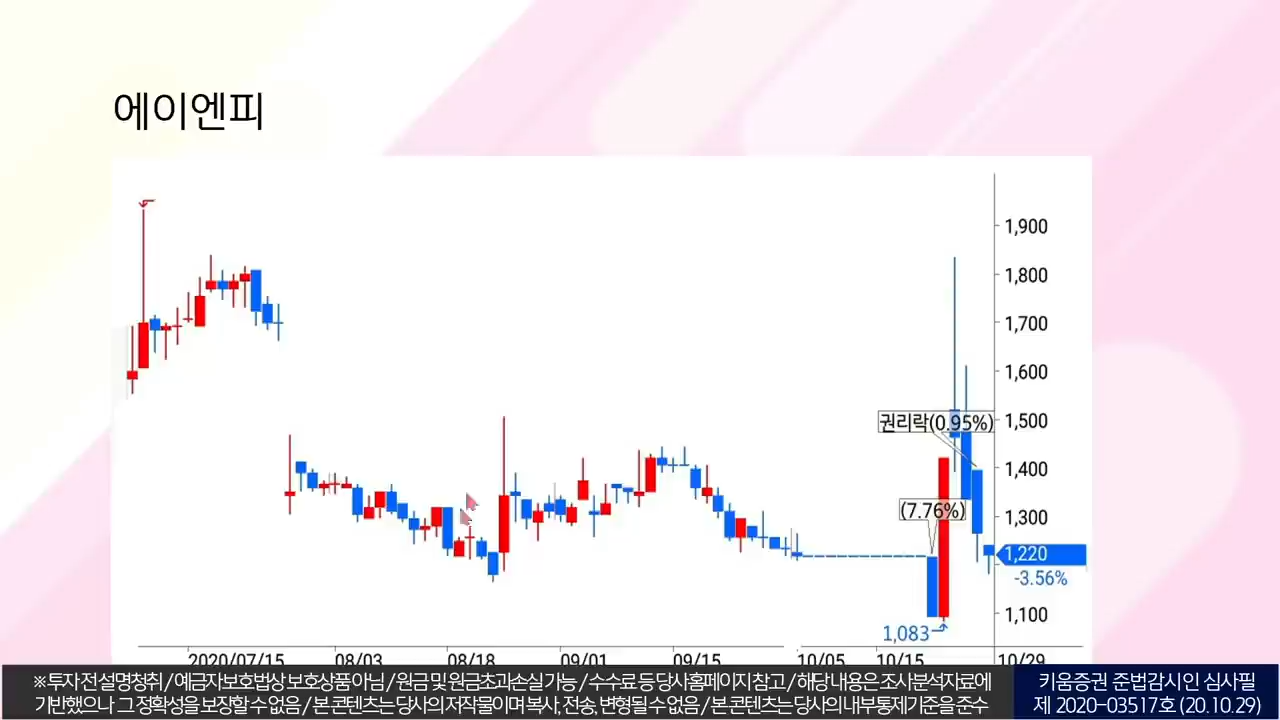 에이엔피
1,900
1,800
1,700
1,600
1,500
권리락(0.95%)
1,400
(7.76%)
1,300
1,220
-3.56%
1,100
1,083
2020/07/15 08/03 08/18 09/01 09/15 10/05 10/15 10/29
※투자 전 설명청취 / 예금자보호법상 보호상품 아님 / 원금 및 원금초과손실 가능 / 수수료 등 당사홈페이지 참고 / 해당 내용은 조사분석자료에
기반했으나 그 정확성을 보장할 수 없음 / 본 콘텐츠는 당사의 저작물이며 복사, 전송, 변형될 수 없음 / 본 콘텐츠는 당사의 내부통제기준을 준수
키움증권 준법감시인 심사필
제 2020-03517호 (20.10.29)